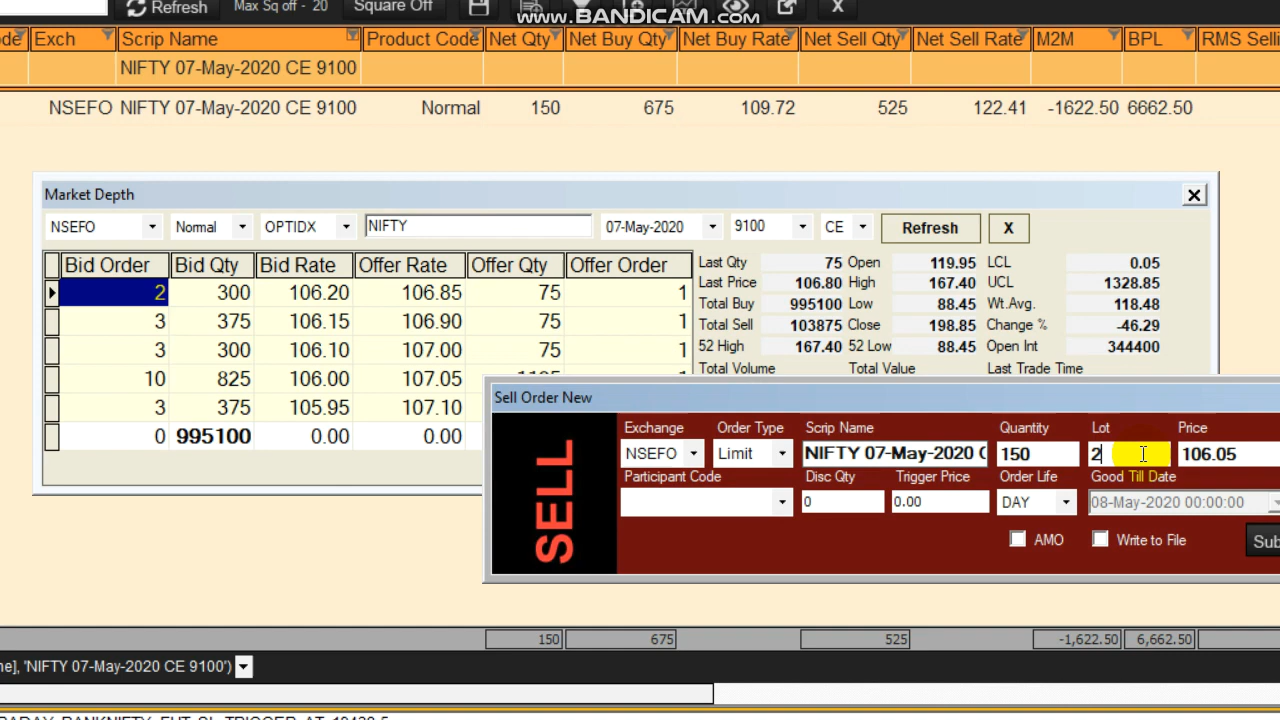 Refresh Max Sq off - 20 Square Off X
www.BANDICAM.com
de Exch Scrip Name Product Code Net Qty Net Buy Qty Net Buy Rate Net Sell Qty Net Sell Rate M2M BPL RMS Selli
NIFTY 07-May-2020 CE 9100
NSEFO NIFTY 07-May-2020 CE 9100 Normal 150 675 109.72 525 122.41 -1622.50 6662.50
Market Depth X
NSEFO Normal OPTIDX NIFTY 07-May-2020 9100 CE Refresh X
Bid Order Bid Qty Bid Rate Offer Rate Offer Qty Offer Order
2 300 106.20 106.85 75 1
3 375 106.15 106.90 75 1
3 300 106.10 107.00 75 1
10 825 106.00 107.05
3 375 105.95 107.10
0 995100 0.00 0.00
Last Qty 75 Open 119.95 LCL 0.05
Last Price 106.80 High 167.40 UCL 1328.85
Total Buy 995100 Low 88.45 Wt.Avg. 118.48
Total Sell 103875 Close 198.85 Change % -46.29
52 High 167.40 52 Low 88.45 Open Int 344400
Total Volume Total Value Last Trade Time
Sell Order New
SELL
Exchange Order Type Scrip Name Quantity Lot Price
NSEFO Limit NIFTY 07-May-2020 ( 150 2 106.05
Participant Code Disc Qty Trigger Price Order Life Good Till Date
0 0.00 DAY 08-May-2020 00:00:00
AMO Write to File Sub
150 675 525 -1,622.50 6,662.50
ne], 'NIFTY 07-May-2020 CE 9100')